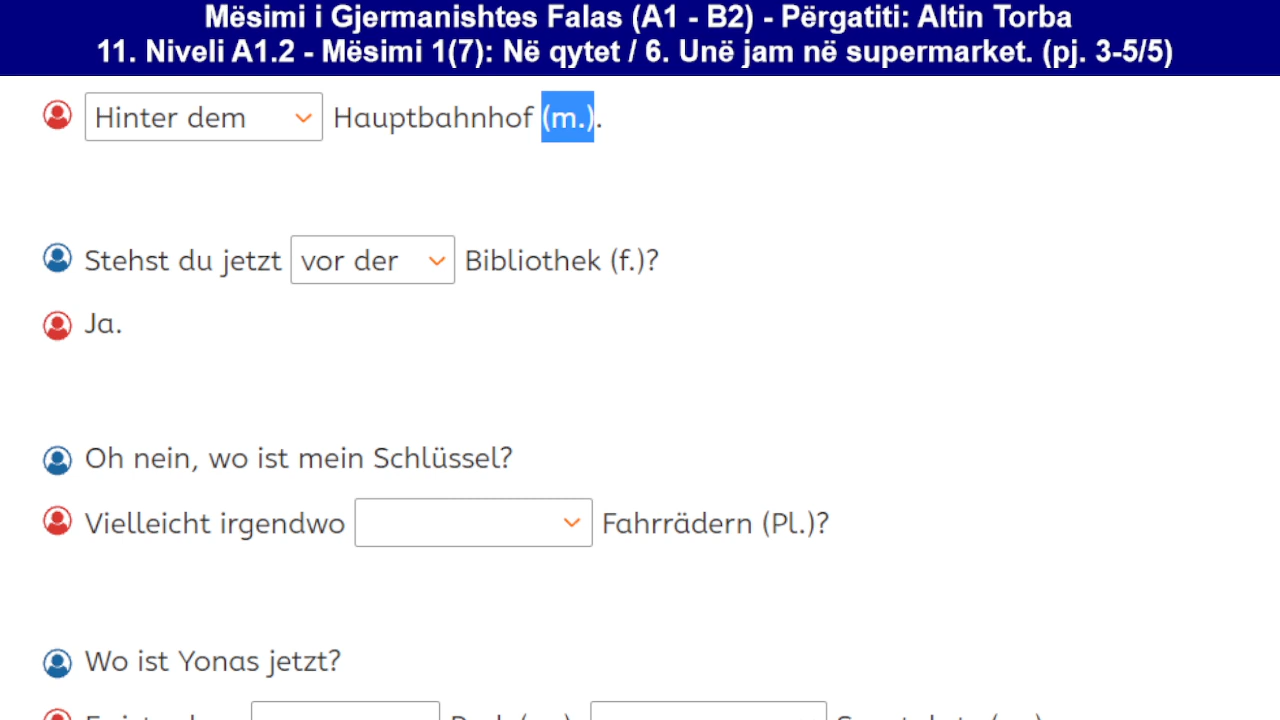 Mësimi i Gjermanishtes Falas (A1 - B2) - Përgatiti: Altin Torba
11. Niveli A1.2 - Mësimi 1(7): Në qytet / 6. Unë jam në supermarket. (pj. 3-5/5)
Hinter dem Hauptbahnhof (m.).
Stehst du jetzt vor der Bibliothek (f.)?
Ja.
Oh nein, wo ist mein Schlüssel?
Vielleicht irgendwo Fahrrädern (Pl.)?
Wo ist Yonas jetzt?